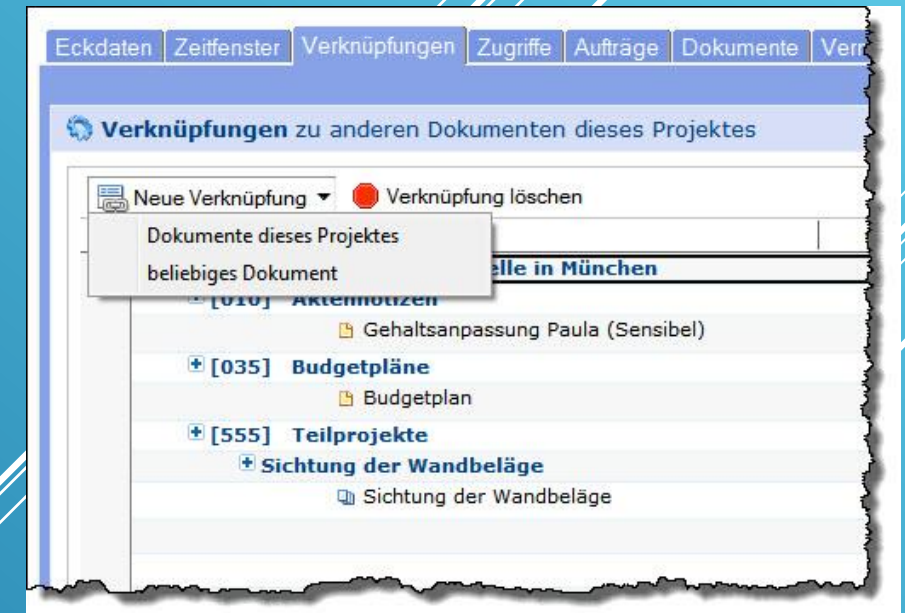 Eckdaten Zeitfenster Verknüpfungen Zugriffe Aufträge Dokumente
Verknüpfungen zu anderen Dokumenten dieses Projektes
Neue Verknüpfung Verknüpfung löschen
Dokumente dieses Projektes
beliebiges Dokument
elle in München
[010] Aktennotizen
Gehaltsanpassung Paula (Sensibel)
[035] Budgetpläne
Budgetplan
[555] Teilprojekte
Sichtung der Wandbeläge
Sichtung der Wandbeläge